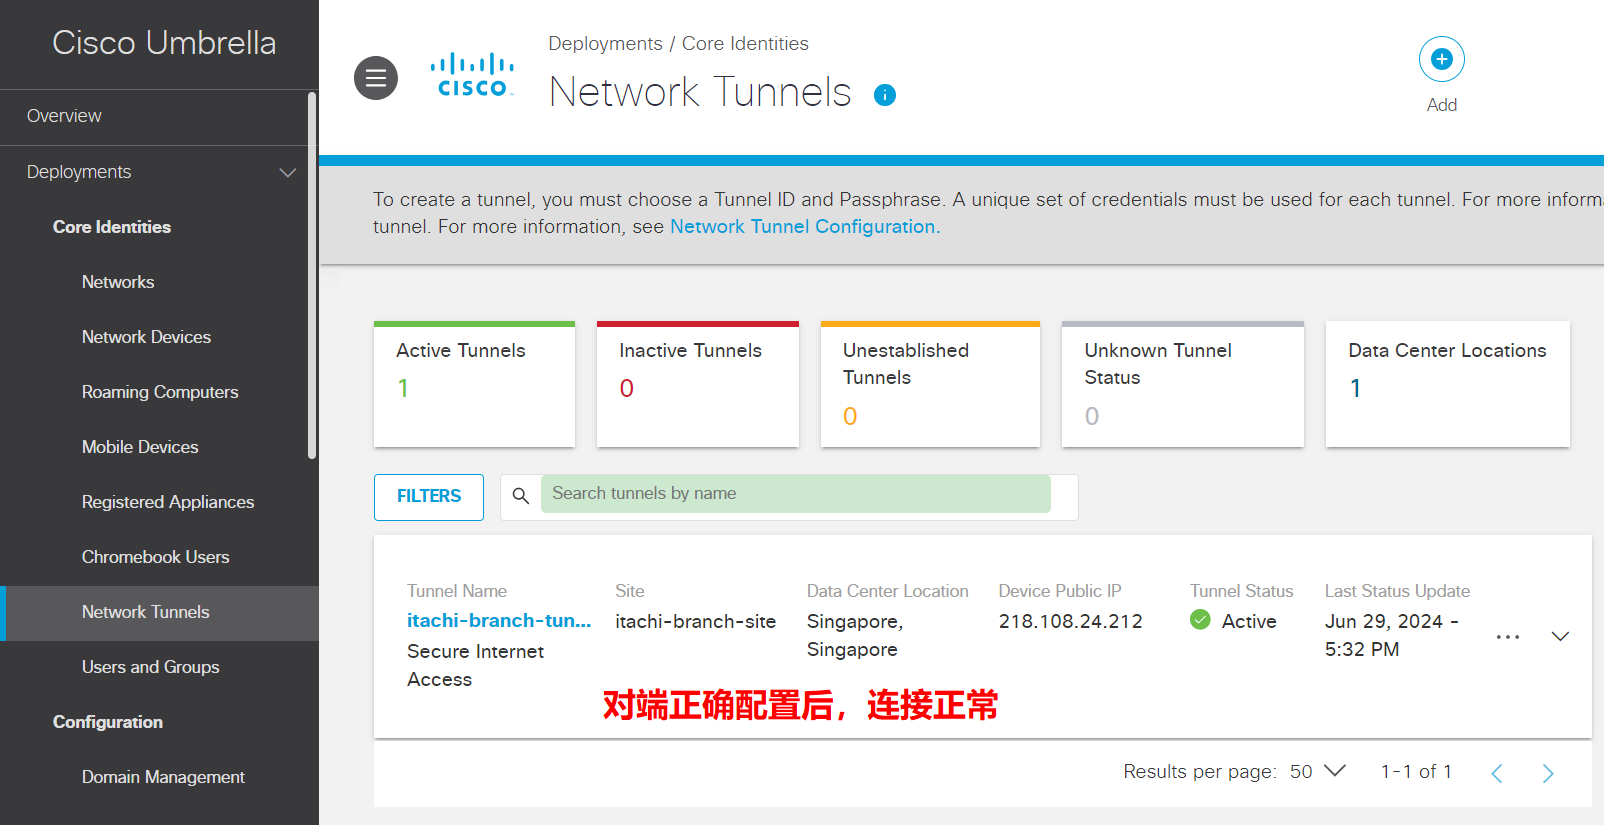 Cisco Umbrella
Overview
Deployments
Core Identities
Networks
Network Devices
Roaming Computers
Mobile Devices
Registered Appliances
Chromebook Users
Network Tunnels
Users and Groups
Configuration
Domain Management
CISCO
Deployments / Core Identities
Network Tunnels
Add
To create a tunnel, you must choose a Tunnel ID and Passphrase. A unique set of credentials must be used for each tunnel. For more inform
tunnel. For more information, see Network Tunnel Configuration.
Active Tunnels
1
Inactive Tunnels
0
Unestablished
Tunnels
0
Unknown Tunnel
Status
0
Data Center Locations
1
FILTERS
Search tunnels by name
Tunnel Name
itachi-branch-tun...
Secure Internet
Access
Site
itachi-branch-site
Data Center Location
Singapore,
Singapore
Device Public IP
218.108.24.212
Tunnel Status
Active
Last Status Update
Jun 29, 2024 -
5:32 PM
对端正确配置后，连接正常
Results per page: 50
1-1 of 1